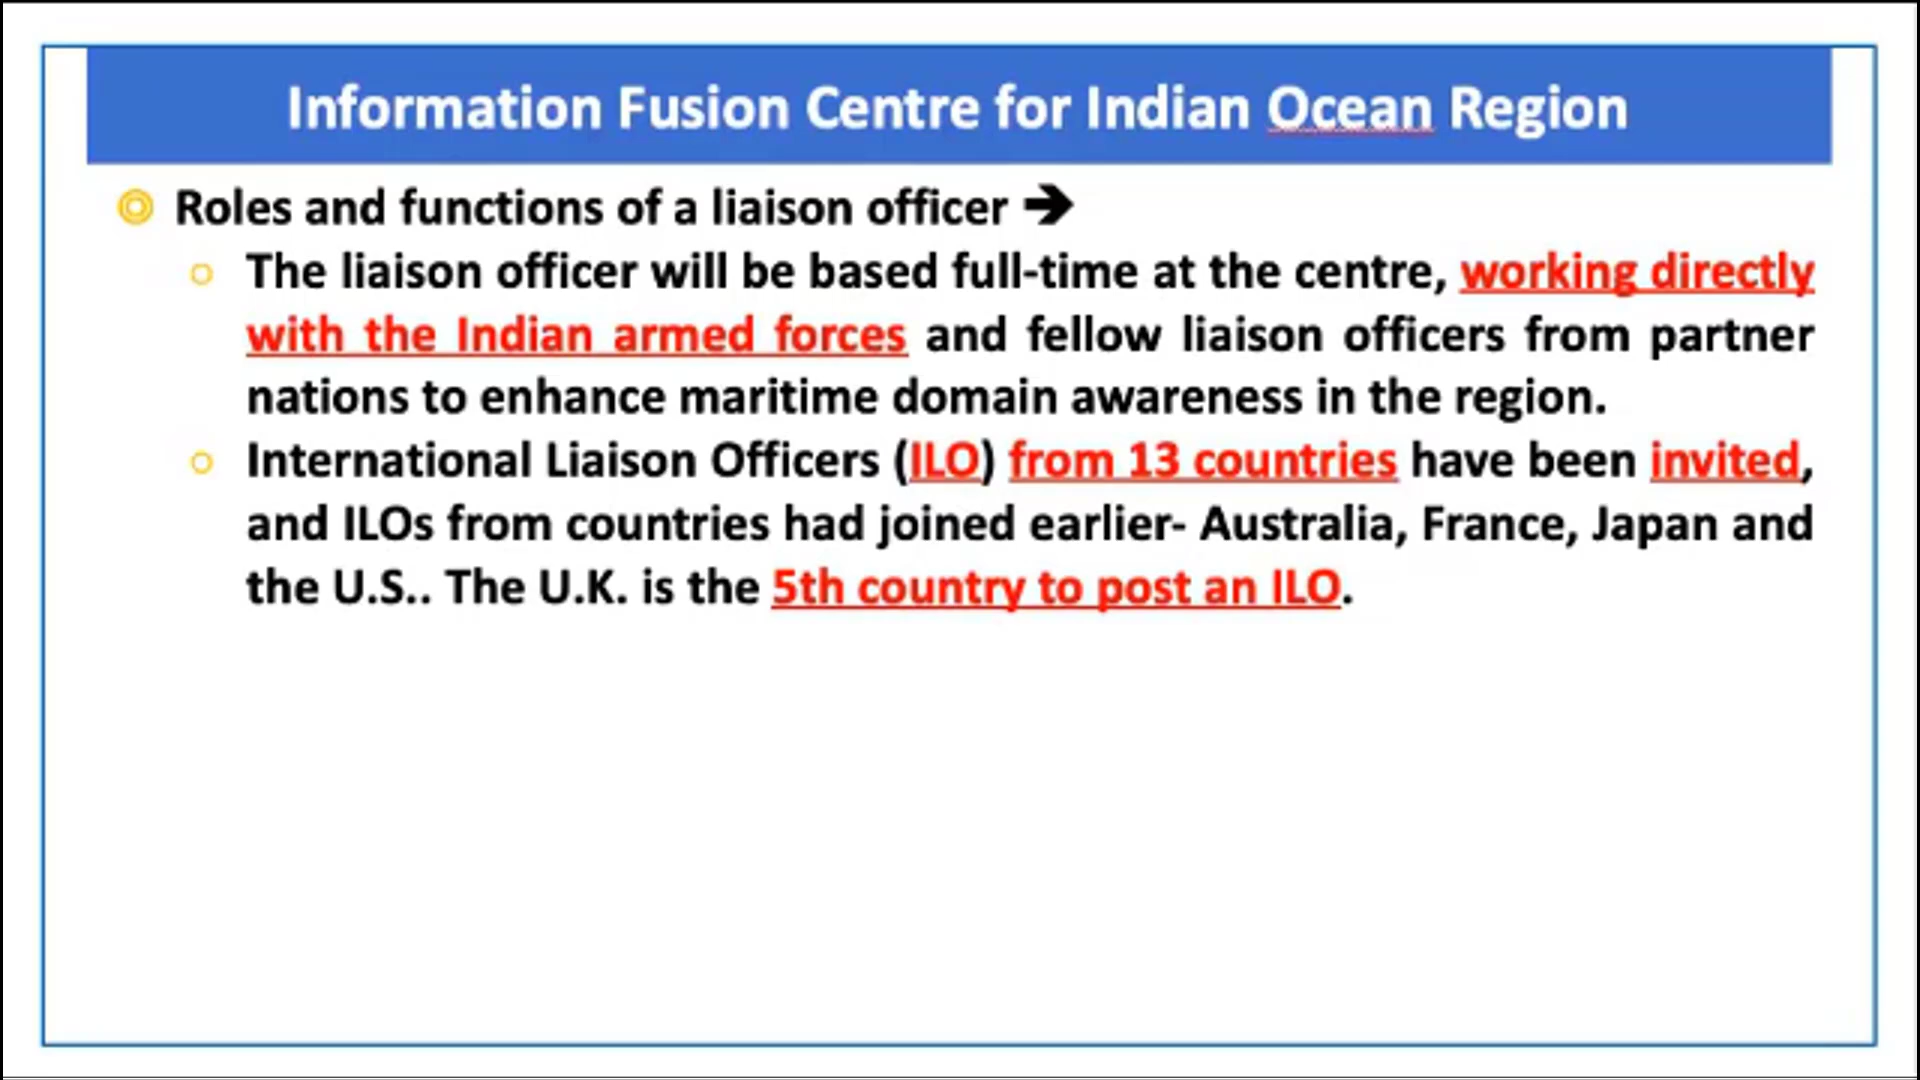 Information Fusion Centre for Indian Ocean Region
Roles and functions of a liaison officer ➔
The liaison officer will be based full-time at the centre, working directly
with the Indian armed forces and fellow liaison officers from partner
nations to enhance maritime domain awareness in the region.
International Liaison Officers (ILO) from 13 countries have been invited,
and ILOs from countries had joined earlier- Australia, France, Japan and
the U.S.. The U.K. is the 5th country to post an ILO.